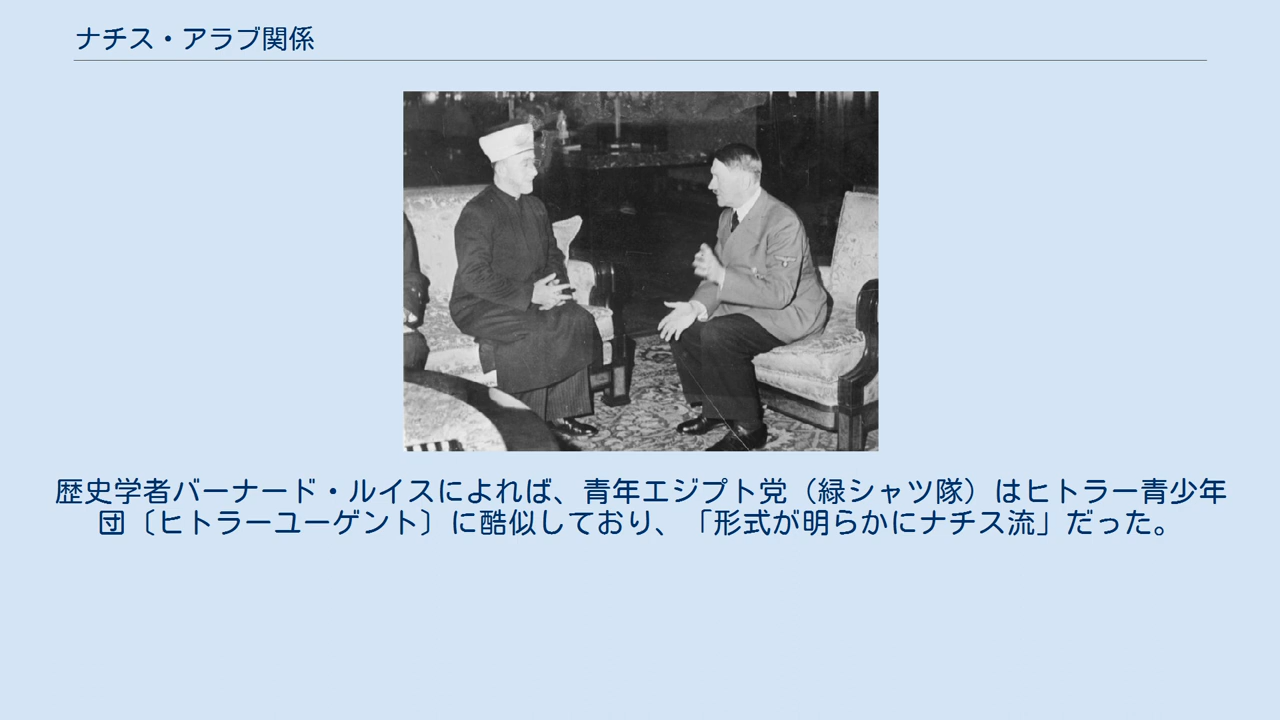 ナチス・アラブ関係
歴史学者バーナード・ルイスによれば、青年エジプト党（緑シャツ隊）はヒトラー青少年
団〔ヒトラーユーゲント〕に酷似しており、「形式が明らかにナチス流」だった。